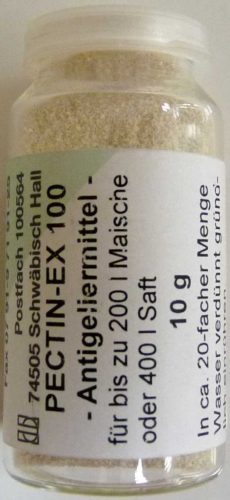 Postfach 100564
74505 Schwäbisch Hall
PECTIN-EX 100
- Antigeliermittel -
für bis zu 200 l Maische
oder 400 l Saft
10 g
In ca. 20-facher Menge
Wasser verdünnt gründ-